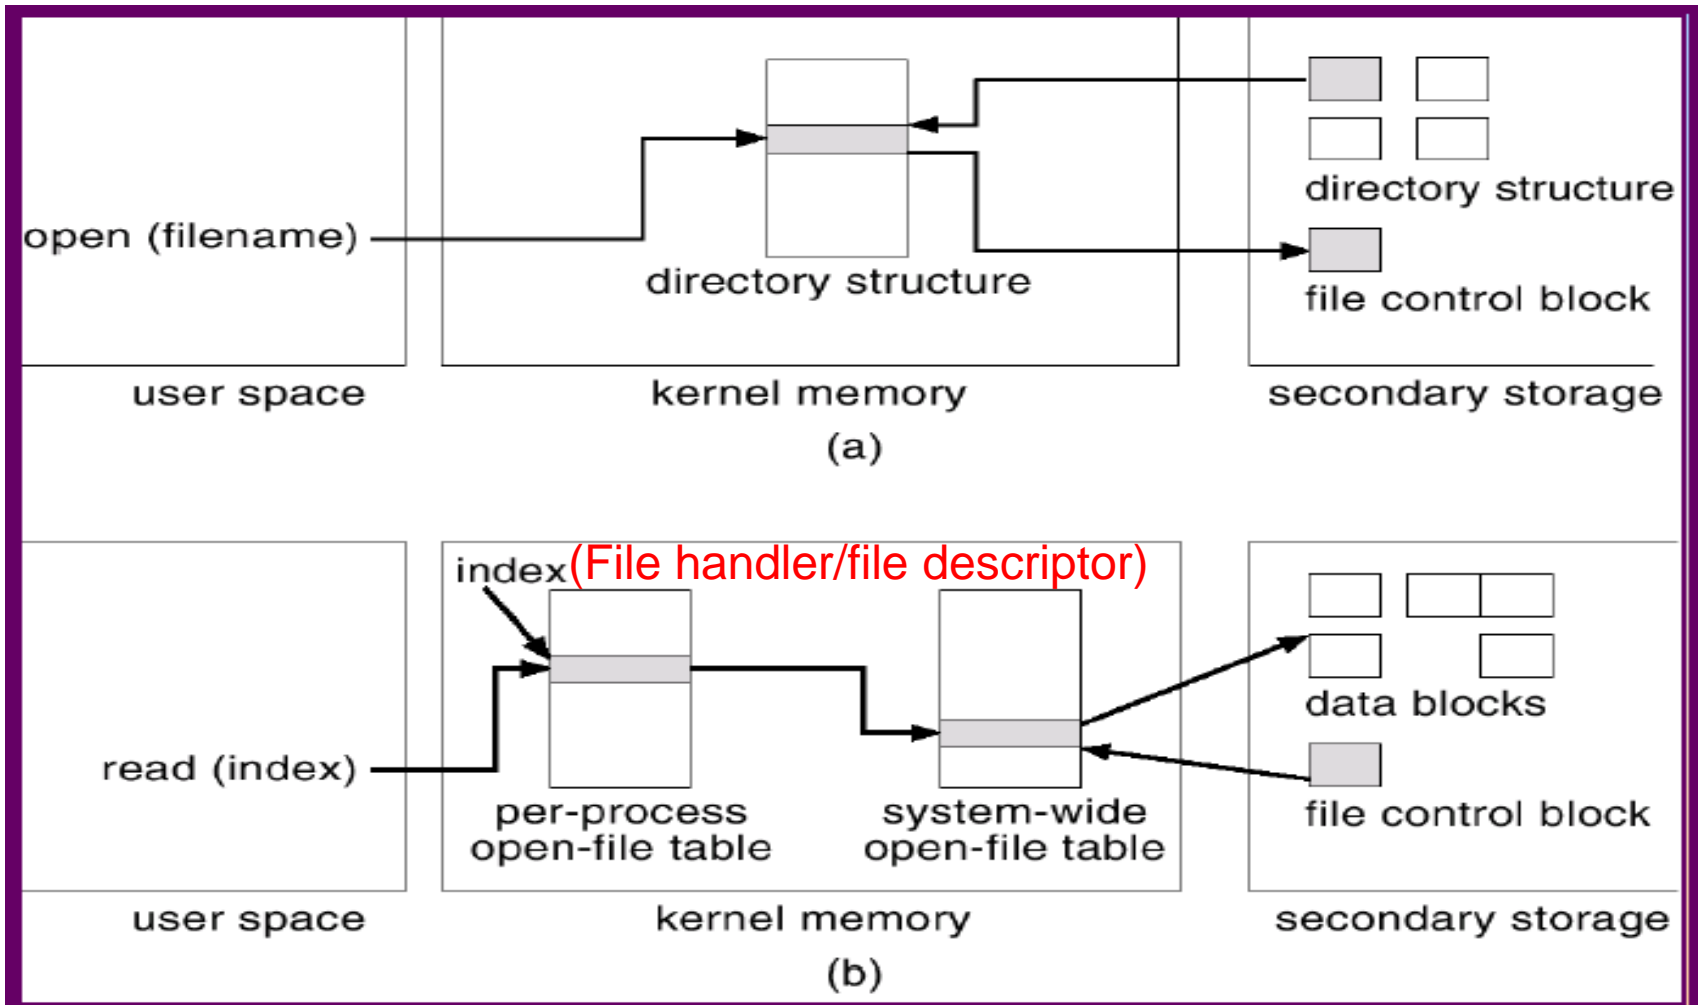 directory structure
open (filename)
directory structure
file control block
user space
kernel memory
secondary storage
(a)
index(File handler/file descriptor)
data blocks
read (index)
per-process
open-file table
system-wide
open-file table
file control block
user space
kernel memory
secondary storage
(b)